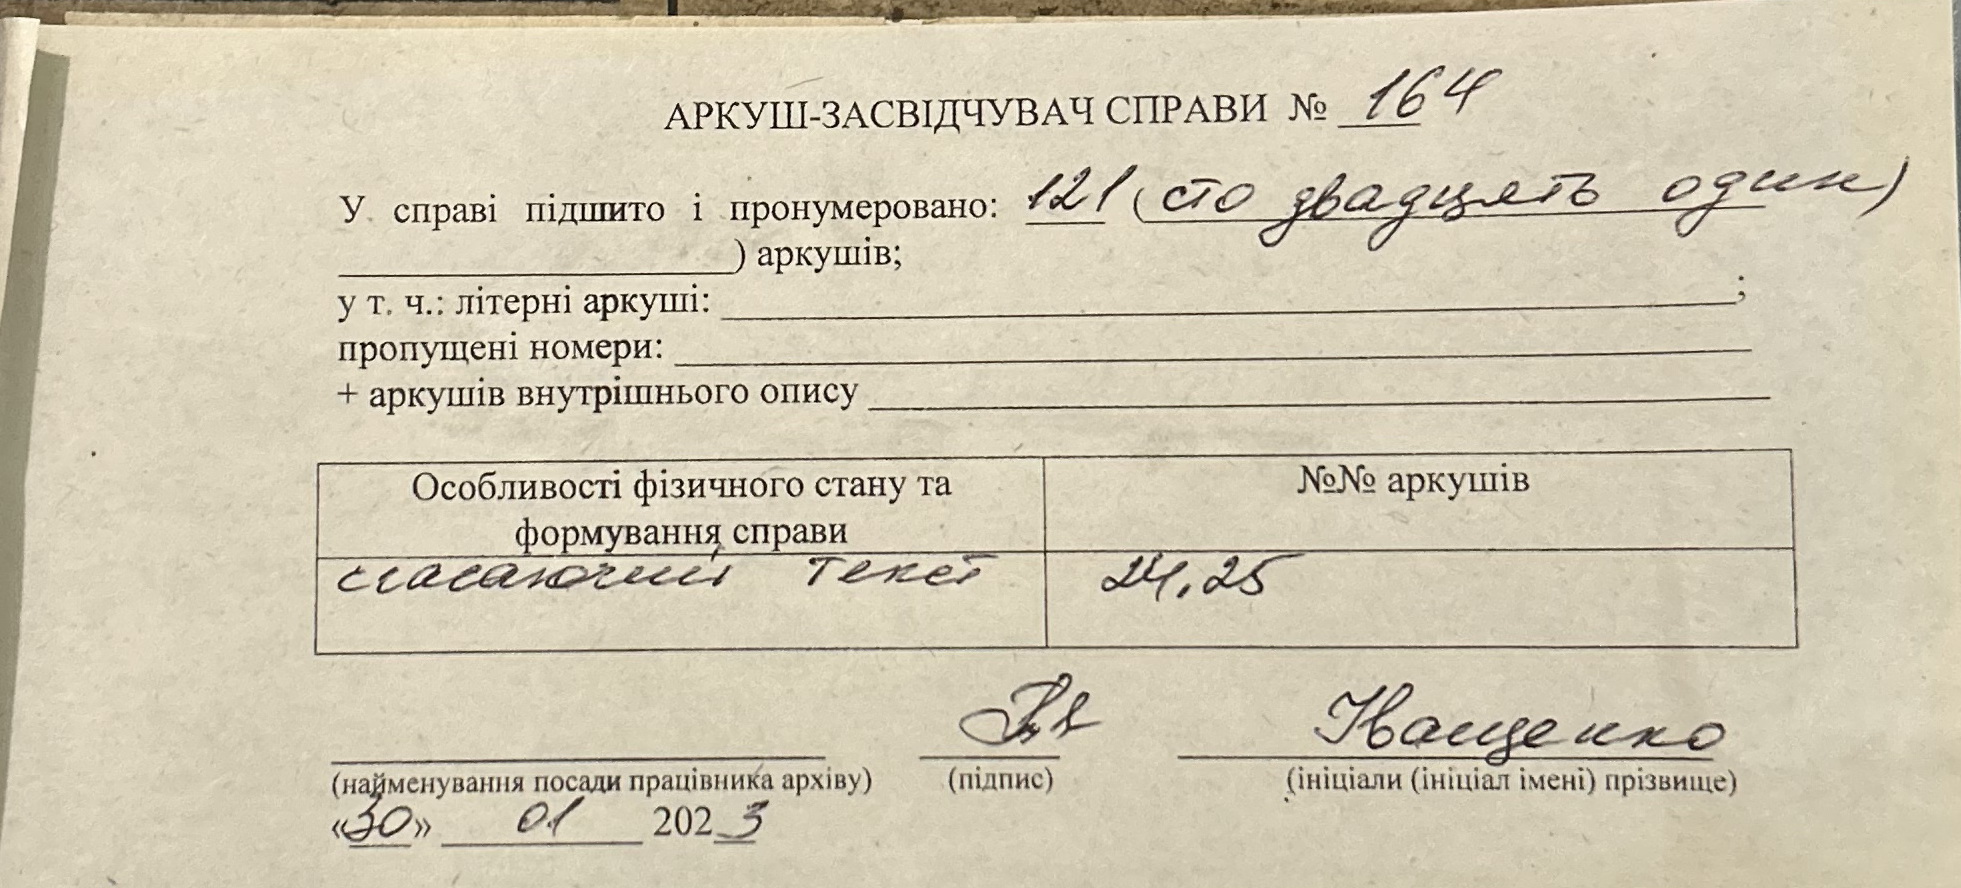 АРКУШ-ЗАСВІДЧУВАЧ СПРАВИ № 164
У справі підшито і пронумеровано: 121 (сто двадцять один)
) аркушів;
у т. ч.: літерні аркуші: ;
пропущені номери:
+ аркушів внутрішнього опису
Особливості фізичного стану та
формування справи
№№ аркушів
згасаючий текст 24, 25
Іващенко
(найменування посади працівника архіву) (підпис) (ініціали (ініціал імені) прізвище)
«30» 01 2023